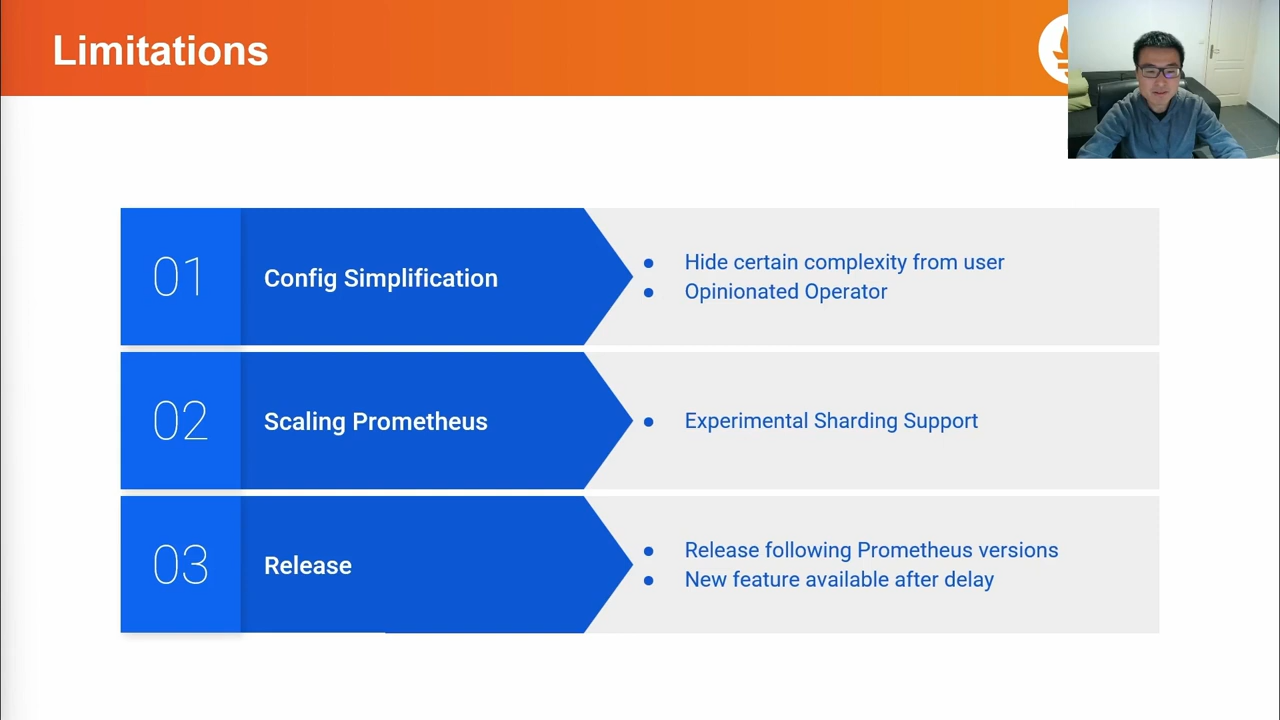 Limitations
01
Config Simplification
● Hide certain complexity from user
● Opinionated Operator
02
Scaling Prometheus
● Experimental Sharding Support
03
Release
● Release following Prometheus versions
● New feature available after delay